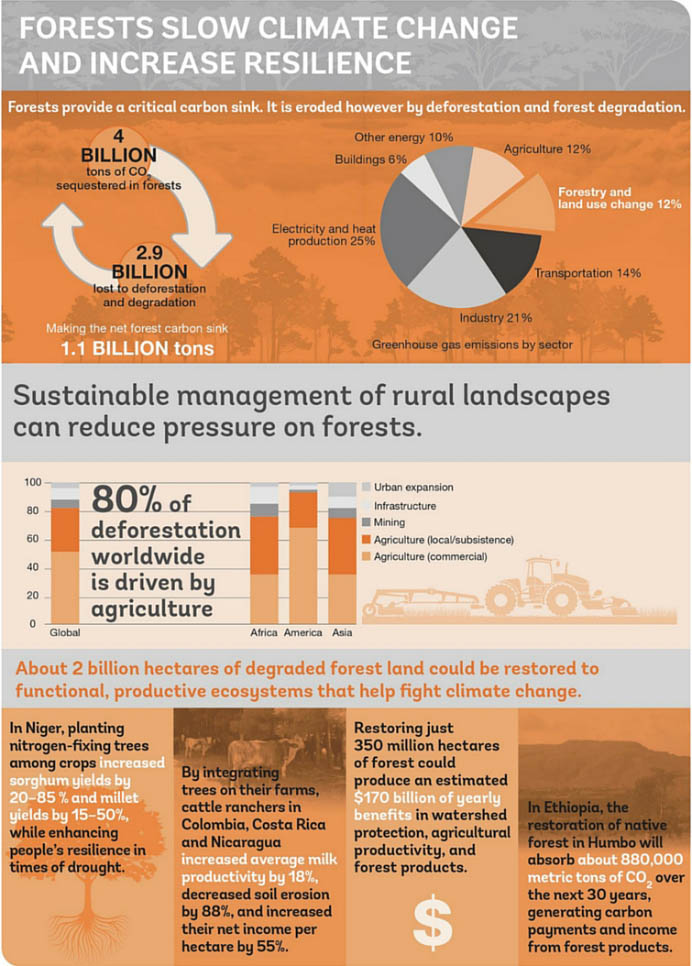 FORESTS SLOW CLIMATE CHANGE
AND INCREASE RESILIENCE
Forests provide a critical carbon sink. It is eroded however by deforestation and forest degradation.
4
BILLION
tons of CO2
sequestered in forests
2.9
BILLION
lost to deforestation
and degradation
Making the net forest carbon sink
1.1 BILLION tons
Other energy 10%
Buildings 6%
Agriculture 12%
Forestry and
land use change 12%
Electricity and heat
production 25%
Transportation 14%
Industry 21%
Greenhouse gas emissions by sector
Sustainable management of rural landscapes
can reduce pressure on forests.
100
80
60
40
20
0
Global
80% of
deforestation
worldwide
is driven by
agriculture
Africa America Asia
Urban expansion
Infrastructure
Mining
Agriculture (local/subsistence)
Agriculture (commercial)
About 2 billion hectares of degraded forest land could be restored to
functional, productive ecosystems that help fight climate change.
In Niger, planting
nitrogen-fixing trees
among crops increased
sorghum yields by
20–85 % and millet
yields by 15–50%,
while enhancing
people's resilience in
times of drought.
By integrating
trees on their farms,
cattle ranchers in
Colombia, Costa Rica
and Nicaragua
increased average milk
productivity by 18%,
decreased soil erosion
by 88%, and increased
their net income per
hectare by 55%.
Restoring just
350 million hectares
of forest could
produce an estimated
$170 billion of yearly
benefits in watershed
protection, agricultural
productivity, and
forest products.
$
In Ethiopia, the
restoration of native
forest in Humbo will
absorb about 880,000
metric tons of CO2 over
the next 30 years,
generating carbon
payments and income
from forest products.